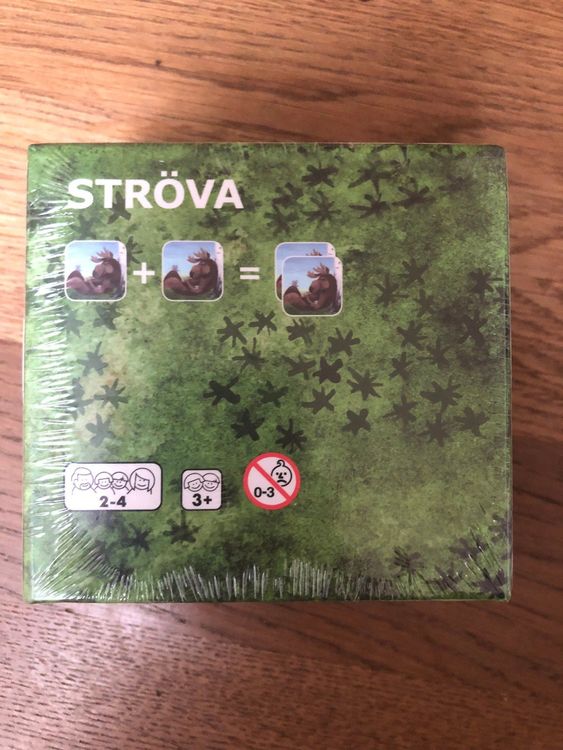 STRÖVA
+ =
2-4
3+
0-3